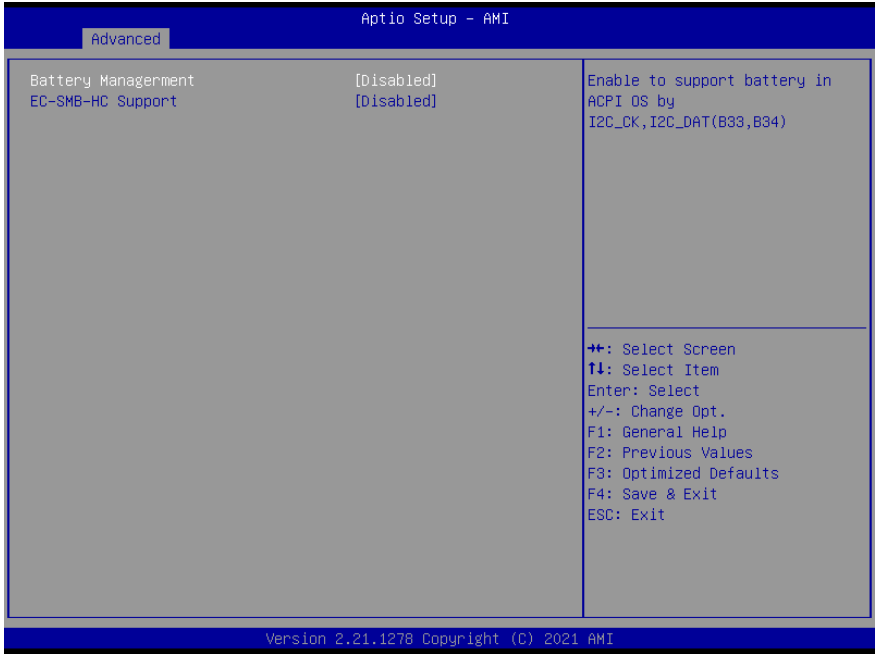 Aptio Setup – AMI
Advanced
Battery Managerment [Disabled]
EC-SMB-HC Support [Disabled]
Enable to support battery in
ACPI OS by
I2C_CK,I2C_DAT(B33,B34)
→←: Select Screen
↑↓: Select Item
Enter: Select
+/-: Change Opt.
F1: General Help
F2: Previous Values
F3: Optimized Defaults
F4: Save & Exit
ESC: Exit
Version 2.21.1278 Copyright (C) 2021 AMI